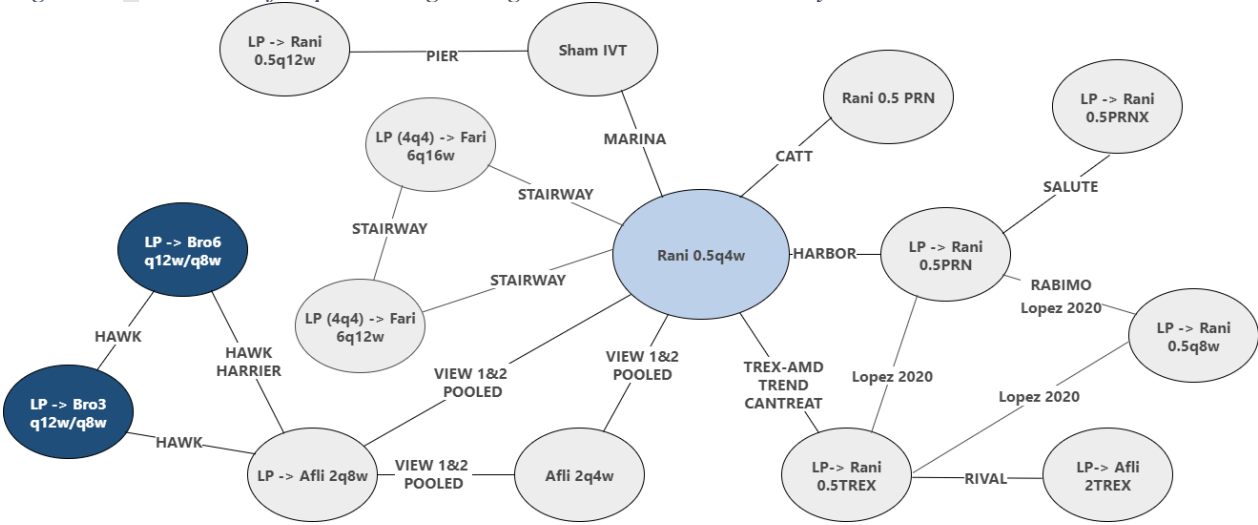 LP -> Rani
0.5q12w
PIER
Sham IVT
Rani 0.5 PRN
LP -> Rani
0.5PRNX
LP (4q4) -> Fari
6q16w
MARINA
CATT
STAIRWAY
SALUTE
STAIRWAY
LP -> Bro6
q12w/q8w
Rani 0.5q4w
HARBOR
LP -> Rani
0.5PRN
STAIRWAY
RABIMO
Lopez 2020
LP (4q4) -> Fari
6q12w
LP -> Rani
0.5q8w
HAWK
HAWK
HARRIER
VIEW 1&2
POOLED
VIEW 1&2
POOLED
TREX-AMD
TREND
CANTREAT
Lopez 2020
Lopez 2020
LP -> Bro3
q12w/q8w
HAWK
LP -> Afli 2q8w
VIEW 1&2
POOLED
Afli 2q4w
LP-> Rani
0.5TREX
RIVAL
LP-> Afli
2TREX